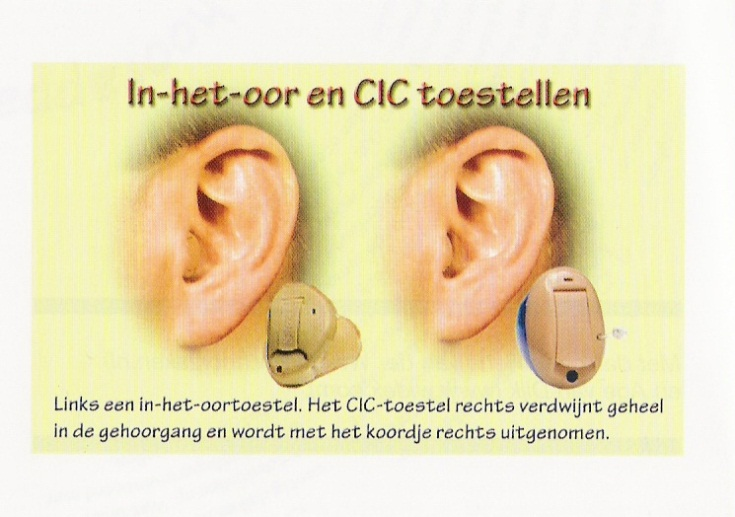 In-het-oor en CIC toestellen
Links een in-het-oortoestel. Het CIC-toestel rechts verdwijnt geheel
in de gehoorgang en wordt met het koordje rechts uitgenomen.